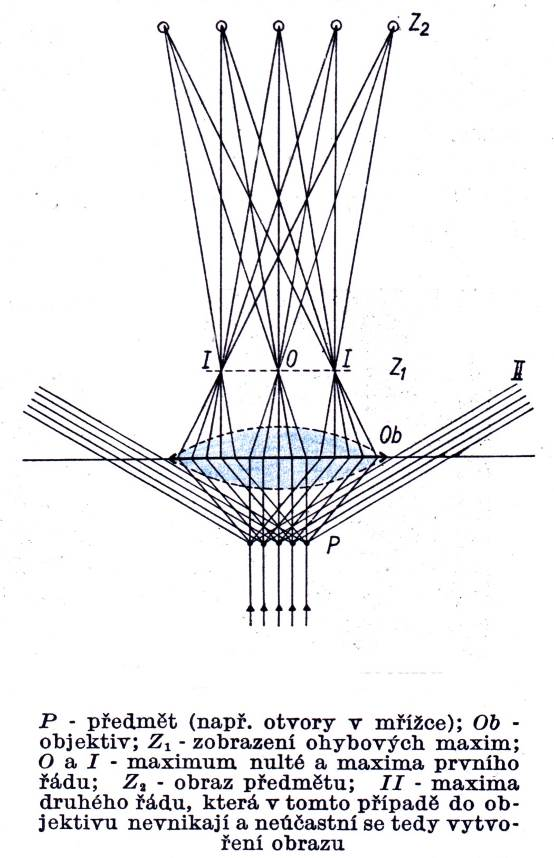 Z₂
I O I
Z₁
II
Ob
P
P - předmět (např. otvory v mřížce); Ob -
objektiv; Z₁ - zobrazení ohybových maxim;
O a I - maximum nulté a maxima prvního
řádu; Z₂ - obraz předmětu; II - maxima
druhého řádu, která v tomto případě do ob-
jektivu nevnikají a neúčastní se tedy vytvo-
ření obrazu